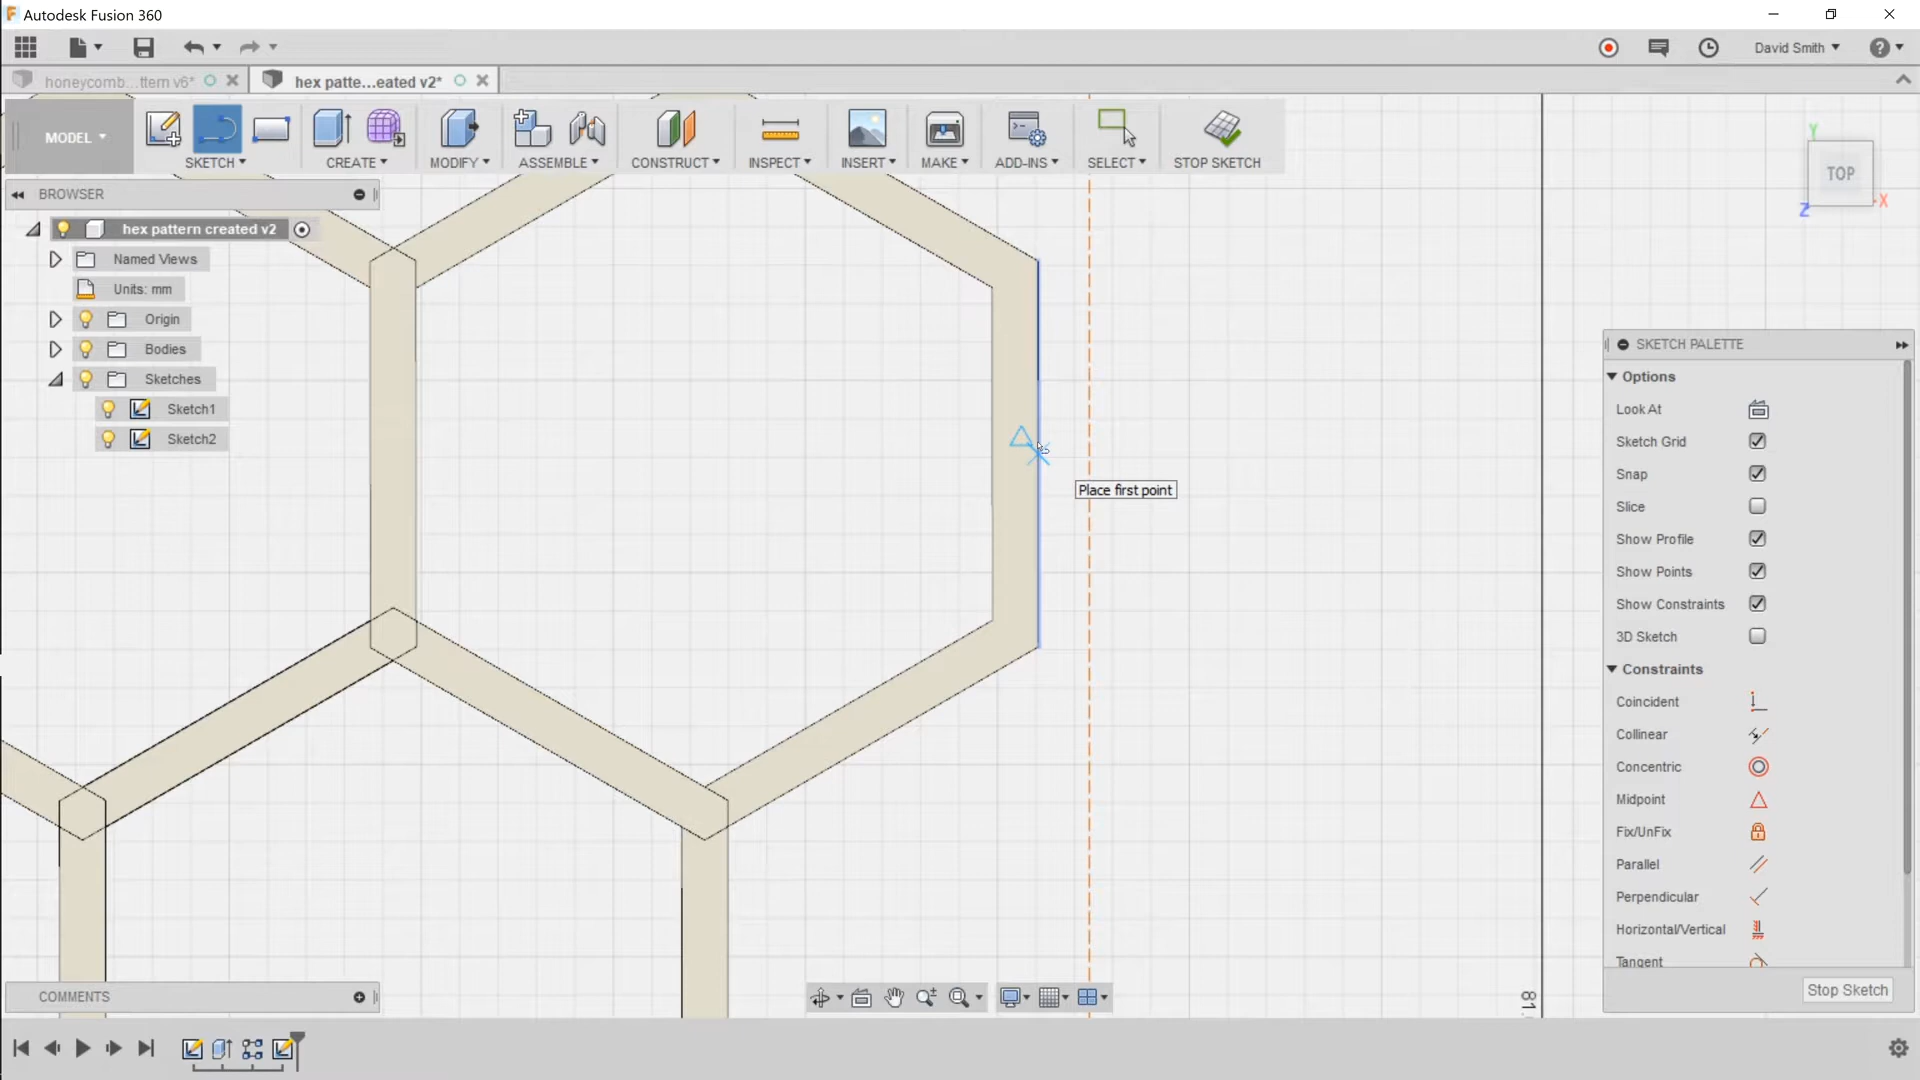 Autodesk Fusion 360
David Smith
honeycomb...ttern v6*
hex patte...eated v2*
MODEL
SKETCH
CREATE
MODIFY
ASSEMBLE
CONSTRUCT
INSPECT
INSERT
MAKE
ADD-INS
SELECT
STOP SKETCH
TOP
Y
X
Z
BROWSER
hex pattern created v2
Named Views
Units: mm
Origin
Bodies
Sketches
Sketch1
Sketch2
Place first point
SKETCH PALETTE
Options
Look At
Sketch Grid
Snap
Slice
Show Profile
Show Points
Show Constraints
3D Sketch
Constraints
Coincident
Collinear
Concentric
Midpoint
Fix/UnFix
Parallel
Perpendicular
Horizontal/Vertical
Tangent
Stop Sketch
COMMENTS